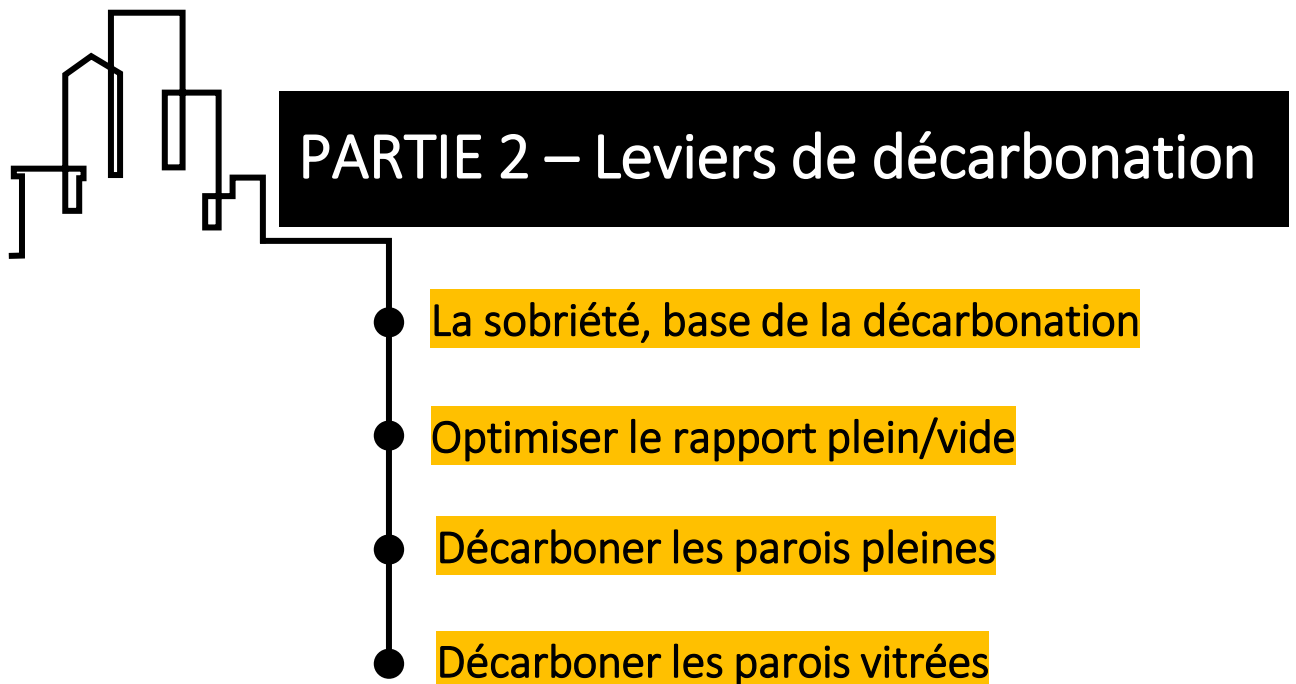 PARTIE 2 – Leviers de décarbonation
La sobriété, base de la décarbonation
Optimiser le rapport plein/vide
Décarboner les parois pleines
Décarboner les parois vitrées